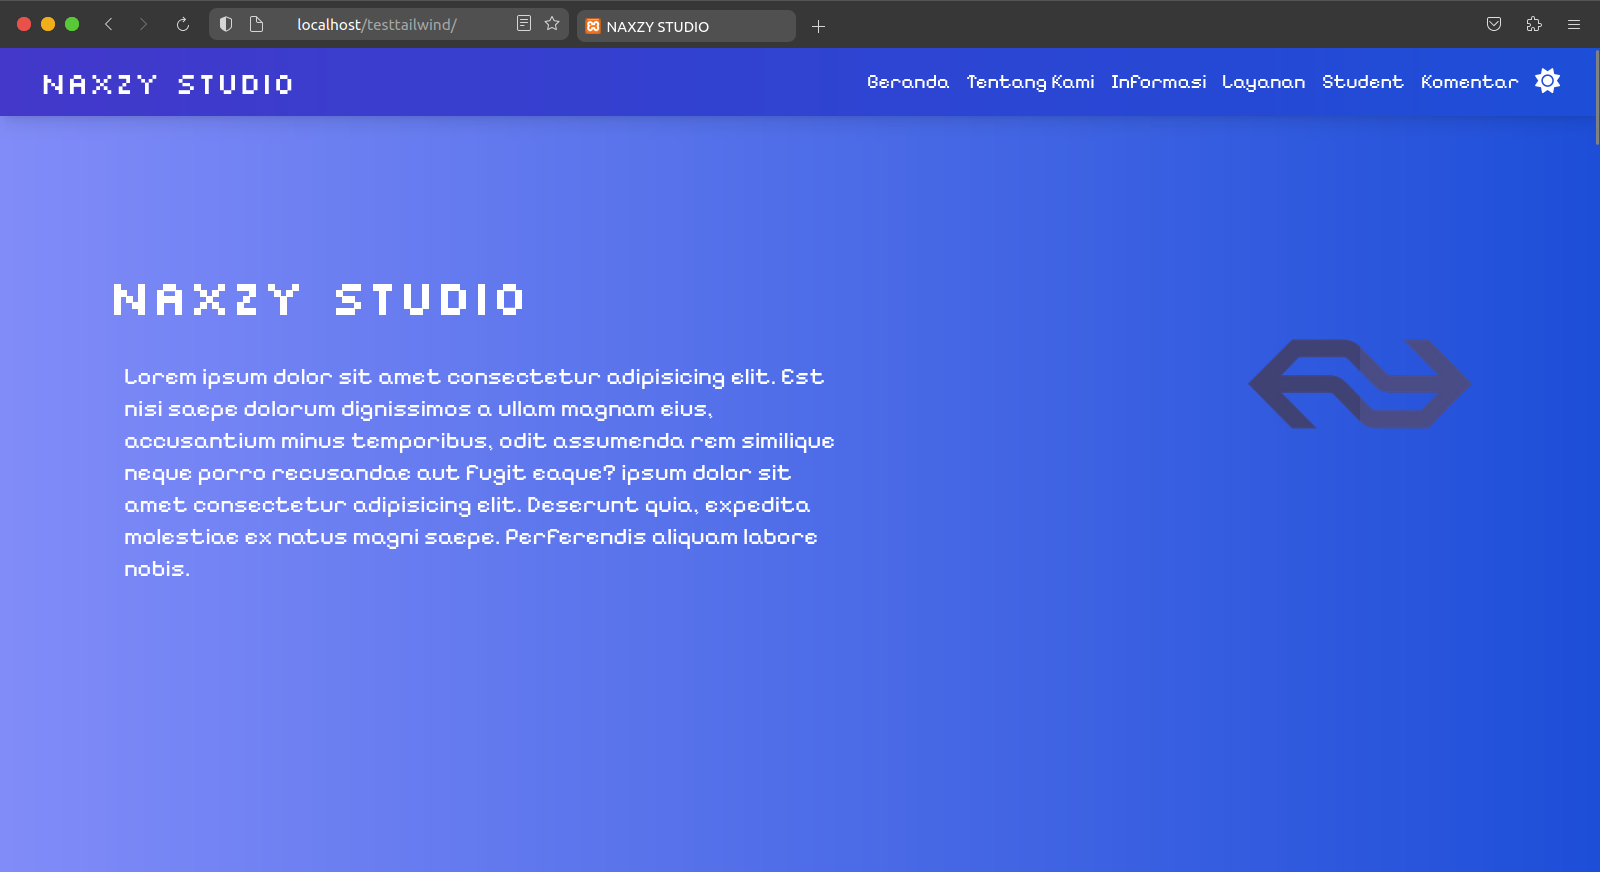 localhost/testtailwind/
NAXZY STUDIO
NAXZY STUDIO
Beranda Tentang Kami Informasi Layanan Student Komentar
NAXZY STUDIO
Lorem ipsum dolor sit amet consectetur adipisicing elit. Est
nisi saepe dolorum dignissimos a ullam magnam eius,
accusantium minus temporibus, odit assumenda rem similique
neque porro recusandae aut fugit eaque? ipsum dolor sit
amet consectetur adipisicing elit. Deserunt quia, expedita
molestiae ex natus magni saepe. Perferendis aliquam labore
nobis.